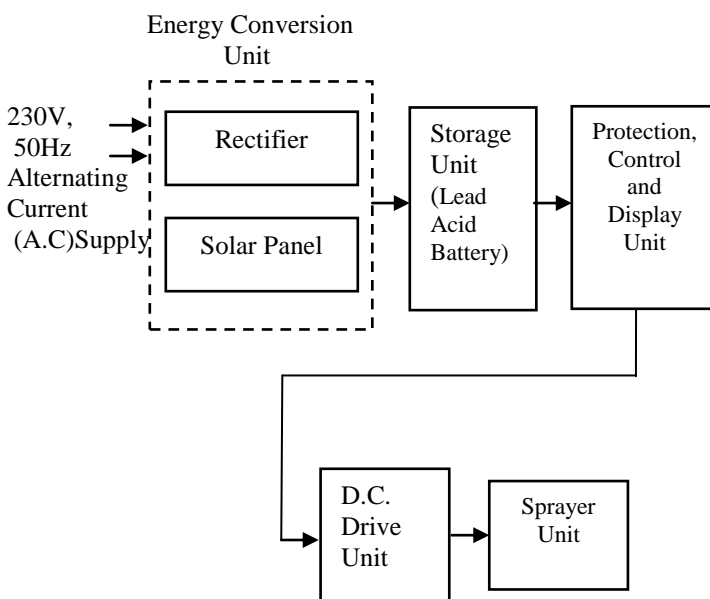 Energy Conversion
Unit
230V,
50Hz
Alternating
Current
(A.C)Supply
Rectifier
Solar Panel
Storage
Unit
(Lead
Acid
Battery)
Protection,
Control
and
Display
Unit
D.C.
Drive
Unit
Sprayer
Unit